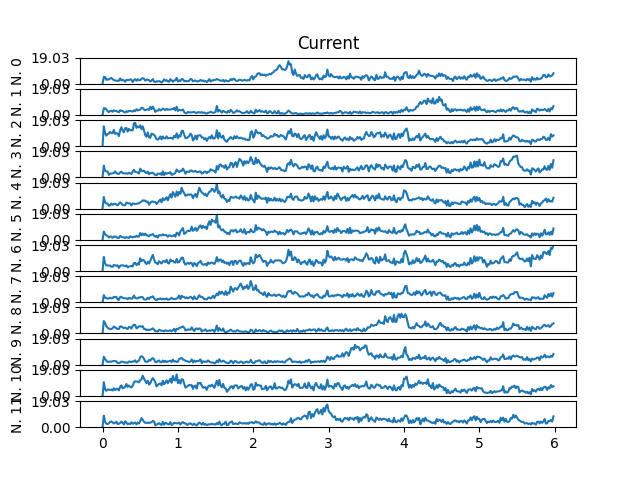 Current
19.03
0.00
N. 0
19.03
0.00
N. 1
19.03
0.00
N. 2
19.03
0.00
N. 3
19.03
0.00
N. 4
19.03
0.00
N. 5
19.03
0.00
N. 6
19.03
0.00
N. 7
19.03
0.00
N. 8
19.03
0.00
N. 9
19.03
0.00
N. 10
19.03
0.00
N. 11
0 1 2 3 4 5 6